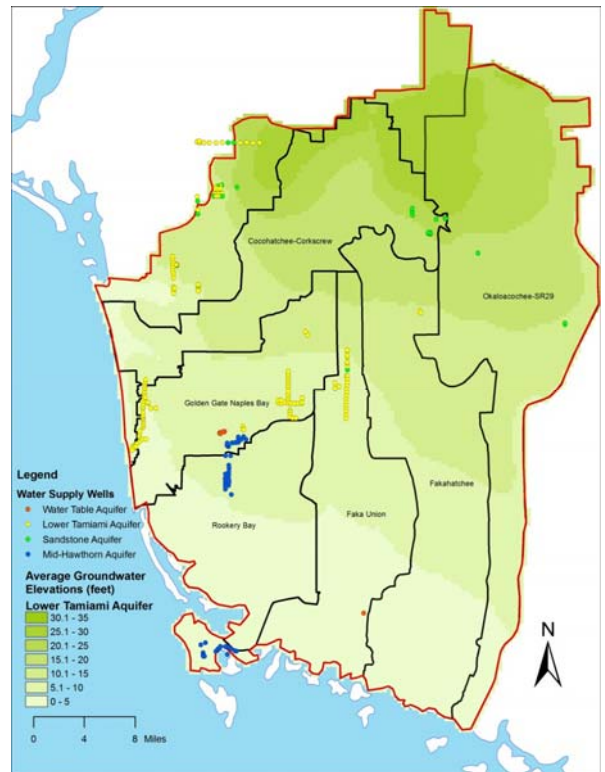 Cocohatchee-Corkscrew
Okaloacoochee-SR29
Golden Gate Naples Bay
Fakahatchee
Faka Union
Rookery Bay
Legend
Water Supply Wells
Water Table Aquifer
Lower Tamiami Aquifer
Sandstone Aquifer
Mid-Hawthorn Aquifer
Average Groundwater
Elevations (feet)
Lower Tamiami Aquifer
30.1 - 35
25.1 - 30
20.1 - 25
15.1 - 20
10.1 - 15
5.1 - 10
0 - 5
N
0 4 8 Miles